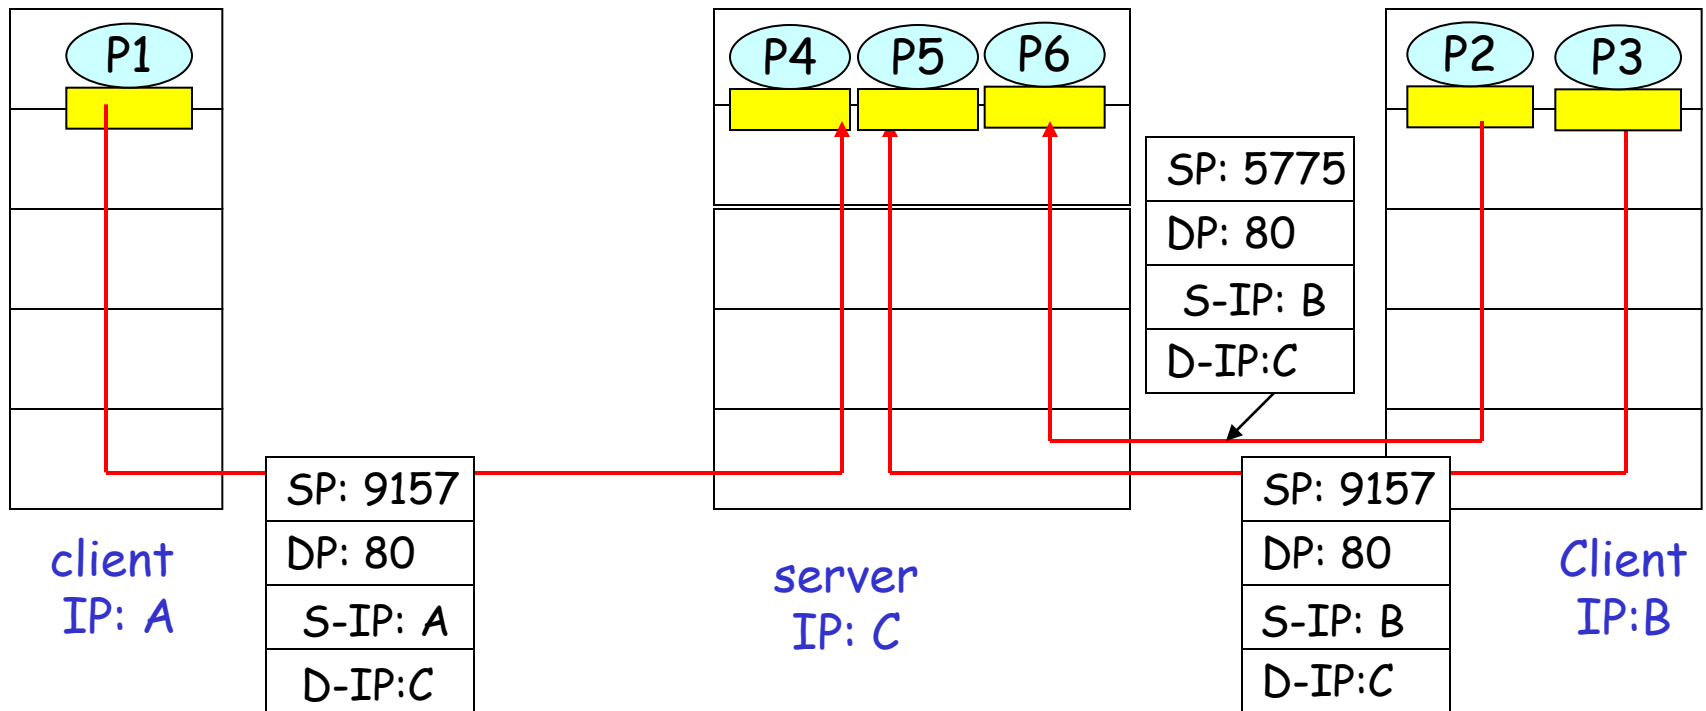 P1
P4
P5
P6
P2
P3
SP: 5775
DP: 80
S-IP: B
D-IP:C
SP: 9157
DP: 80
S-IP: A
D-IP:C
SP: 9157
DP: 80
S-IP: B
D-IP:C
client
IP: A
server
IP: C
Client
IP:B